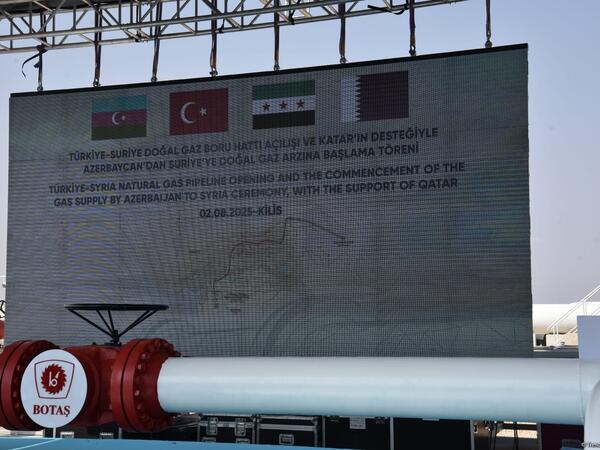 TÜRKİYE-SURİYE DOĞAL GAZ BORU HATTI AÇILIŞI VE KATAR'IN DESTEĞİYLE
AZERBAYCAN'DAN SURİYE'YE DOĞAL GAZ ARZINA BAŞLAMA TÖRENİ
TÜRKİYE-SYRIA NATURAL GAS PIPELINE OPENING AND THE COMMENCEMENT OF THE
GAS SUPPLY BY AZERBAIJAN TO SYRIA CEREMONY, WITH THE SUPPORT OF QATAR
02.08.2025-KİLİS
BOTAŞ